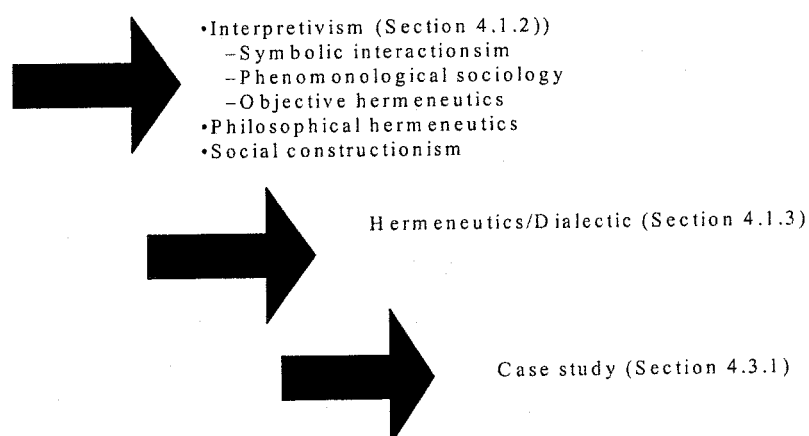 •Interpretivism (Section 4.1.2))
–Symbolic interactionsim
–Phenomonological sociology
–Objective hermeneutics
•Philosophical hermeneutics
•Social constructionism
Hermeneutics/Dialectic (Section 4.1.3)
Case study (Section 4.3.1)